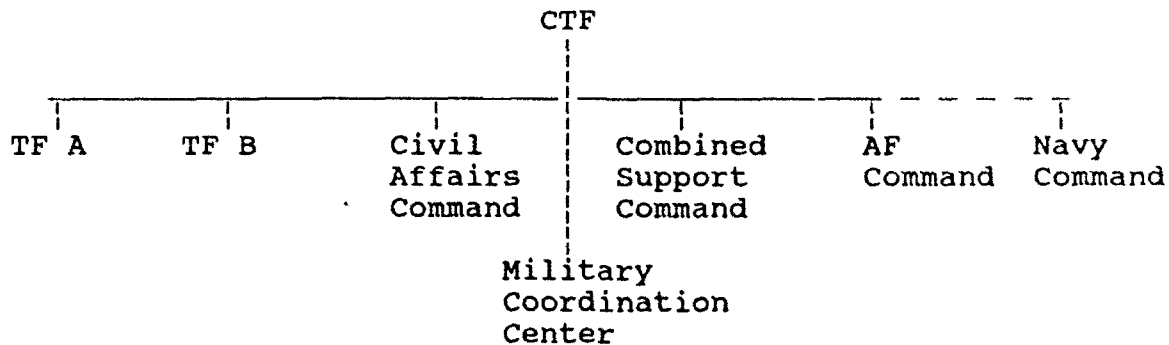 CTF
TF A
TF B
Civil
Affairs
Command
Combined
Support
Command
AF
Command
Navy
Command
Military
Coordination
Center